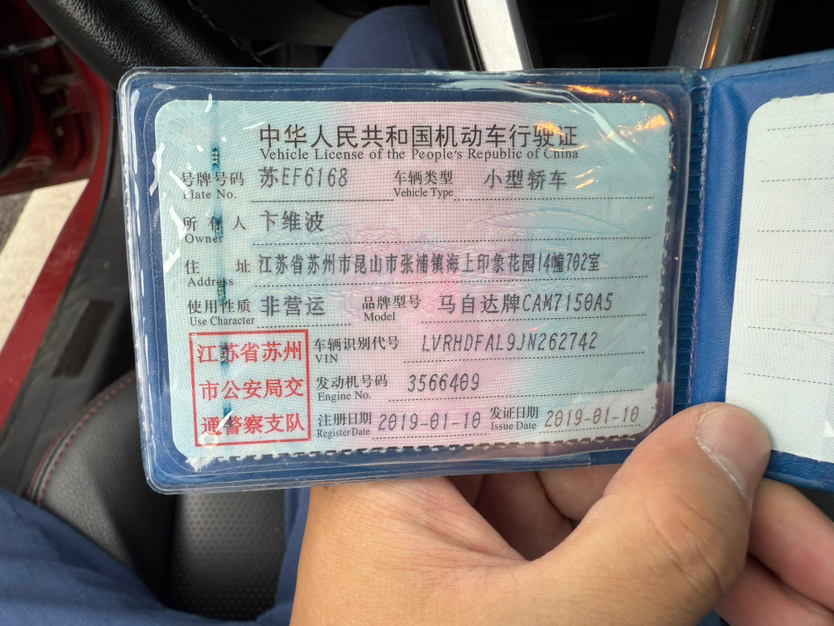 中华人民共和国机动车行驶证
Vehicle License of the People's Republic of China
号牌号码 苏EF6168 车辆类型 小型轿车
Plate No. Vehicle Type
所有人 卞维波
Owner
住址 江苏省苏州市昆山市张浦镇海上印象花园14幢702室
Address
使用性质 非营运 品牌型号 马自达牌CAM7150A5
Use Character Model
江苏省苏州 车辆识别代号 LVRHDFAL9JN262742
VIN
市公安局交 发动机号码 3566409
Engine No.
通警察支队 注册日期 2019-01-10 发证日期 2019-01-10
Register Date Issue Date